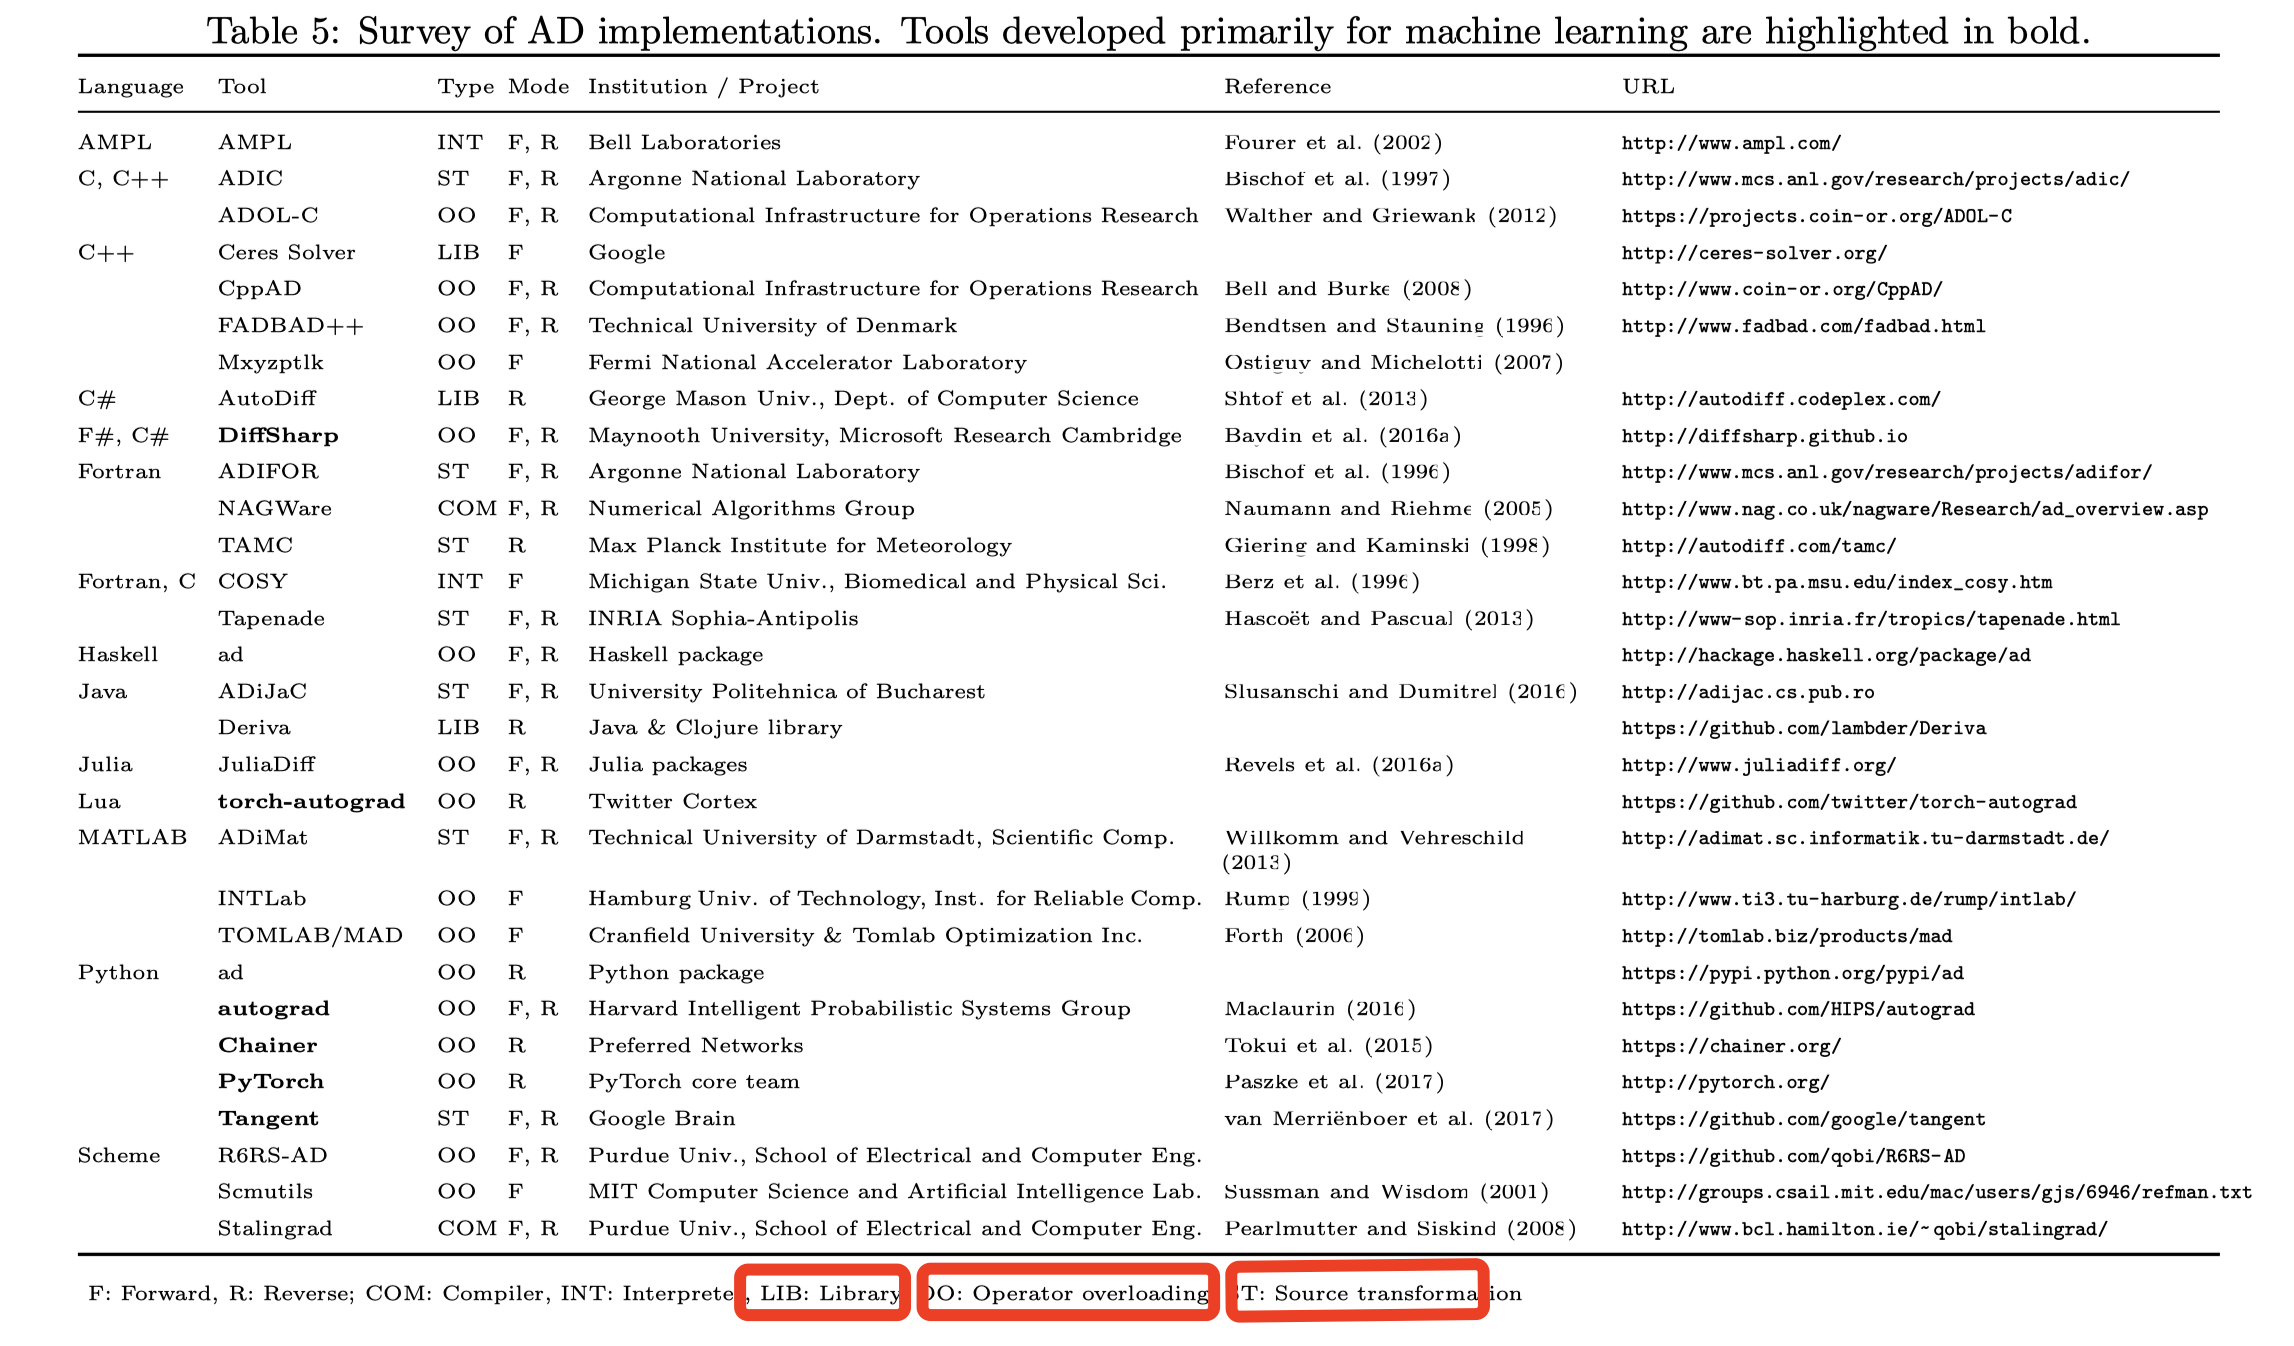 Table 5: Survey of AD implementations. Tools developed primarily for machine learning are highlighted in bold.
Language Tool Type Mode Institution / Project Reference URL
AMPL AMPL INT F, R Bell Laboratories Fourer et al. (2002) http://www.ampl.com/
C, C++ ADIC ST F, R Argonne National Laboratory Bischof et al. (1997) http://www.mcs.anl.gov/research/projects/adic/
ADOL-C OO F, R Computational Infrastructure for Operations Research Walther and Griewank (2012) https://projects.coin-or.org/ADOL-C
C++ Ceres Solver LIB F Google http://ceres-solver.org/
CppAD OO F, R Computational Infrastructure for Operations Research Bell and Burke (2008) http://www.coin-or.org/CppAD/
FADBAD++ OO F, R Technical University of Denmark Bendtsen and Stauning (1996) http://www.fadbad.com/fadbad.html
Mxyzptlk OO F Fermi National Accelerator Laboratory Ostiguy and Michelotti (2007)
C# AutoDiff LIB R George Mason Univ., Dept. of Computer Science Shtof et al. (2013) http://autodiff.codeplex.com/
F#, C# DiffSharp OO F, R Maynooth University, Microsoft Research Cambridge Baydin et al. (2016a) http://diffsharp.github.io
Fortran ADIFOR ST F, R Argonne National Laboratory Bischof et al. (1996) http://www.mcs.anl.gov/research/projects/adifor/
NAGWare COM F, R Numerical Algorithms Group Naumann and Riehme (2005) http://www.nag.co.uk/nagware/Research/ad_overview.asp
TAMC ST R Max Planck Institute for Meteorology Giering and Kaminski (1998) http://autodiff.com/tamc/
Fortran, C COSY INT F Michigan State Univ., Biomedical and Physical Sci. Berz et al. (1996) http://www.bt.pa.msu.edu/index_cosy.htm
Tapenade ST F, R INRIA Sophia-Antipolis Hascoët and Pascual (2013) http://www-sop.inria.fr/tropics/tapenade.html
Haskell ad OO F, R Haskell package http://hackage.haskell.org/package/ad
Java ADiJaC ST F, R University Politehnica of Bucharest Slusanschi and Dumitrel (2016) http://adijac.cs.pub.ro
Deriva LIB R Java & Clojure library https://github.com/lambder/Deriva
Julia JuliaDiff OO F, R Julia packages Revels et al. (2016a) http://www.juliadiff.org/
Lua torch-autograd OO R Twitter Cortex https://github.com/twitter/torch-autograd
MATLAB ADiMat ST F, R Technical University of Darmstadt, Scientific Comp. Willkomm and Vehreschild http://adimat.sc.informatik.tu-darmstadt.de/
(2013)
INTLab OO F Hamburg Univ. of Technology, Inst. for Reliable Comp. Rump (1999) http://www.ti3.tu-harburg.de/rump/intlab/
TOMLAB/MAD OO F Cranfield University & Tomlab Optimization Inc. Forth (2006) http://tomlab.biz/products/mad
Python ad OO R Python package https://pypi.python.org/pypi/ad
autograd OO F, R Harvard Intelligent Probabilistic Systems Group Maclaurin (2016) https://github.com/HIPS/autograd
Chainer OO R Preferred Networks Tokui et al. (2015) https://chainer.org/
PyTorch OO R PyTorch core team Paszke et al. (2017) http://pytorch.org/
Tangent ST F, R Google Brain van Merriënboer et al. (2017) https://github.com/google/tangent
Scheme R6RS-AD OO F, R Purdue Univ., School of Electrical and Computer Eng. https://github.com/qobi/R6RS-AD
Scmutils OO F MIT Computer Science and Artificial Intelligence Lab. Sussman and Wisdom (2001) http://groups.csail.mit.edu/mac/users/gjs/6946/refman.txt
Stalingrad COM F, R Purdue Univ., School of Electrical and Computer Eng. Pearlmutter and Siskind (2008) http://www.bcl.hamilton.ie/~qobi/stalingrad/
F: Forward, R: Reverse; COM: Compiler, INT: Interpreter, LIB: Library, OO: Operator overloading, ST: Source transformation